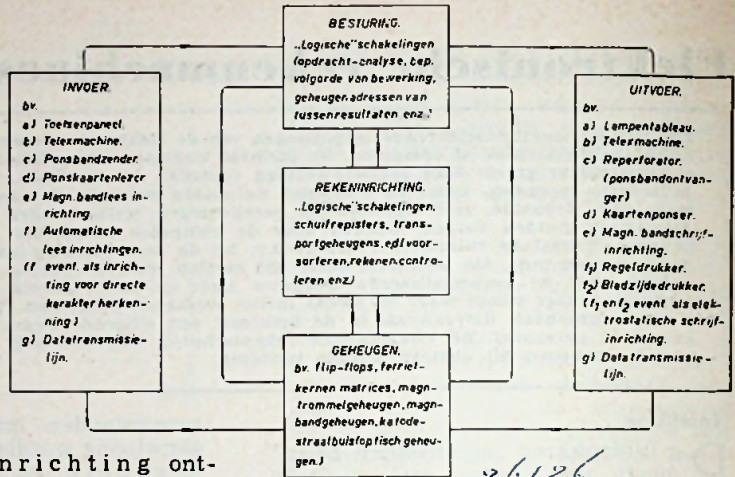 BESTURING.
„Logische" schakelingen
(opdracht-analyse, bep.
volgorde van bewerking,
geheugen adressen van
tussenresultaten enz.)
INVOER.
bv.
a) Toetsenpaneel.
b) Telexmachine.
c) Ponsbandzender.
d) Ponskaartenlezer
e) Magn. bandlees in-
richting.
f) Automatische
leesinrichtingen.
(f event. als inrich-
ting voor directe
karakter herken-
ning)
g) Datatransmissie-
lijn.
REKENINRICHTING.
„Logische" schakelingen,
schuifregisters, trans-
portgeheugens, epl voor-
sorteren, rekenen, contro-
leren enz.)
GEHEUGEN.
bv. flip-flops, ferriet-
kernen matrices, magn-
trommelgeheugen, magn-
bandgeheugen, katode-
straalbuis(optisch geheu-
gen.)
UITVOER.
bv.
a) Lampentableau.
b) Telexmachine.
c) Reperforator.
(ponsbandontvan-
ger)
d) Kaartenponser.
e) Magn. bandschrijf-
inrichting.
f1) Regeldrukker.
f2) Bladzijdedrukker.
(f1 en f2 event. als elek-
trostatische schrijf-
inrichting.
g) Datatransmissie-
lijn.
nrichting ont-